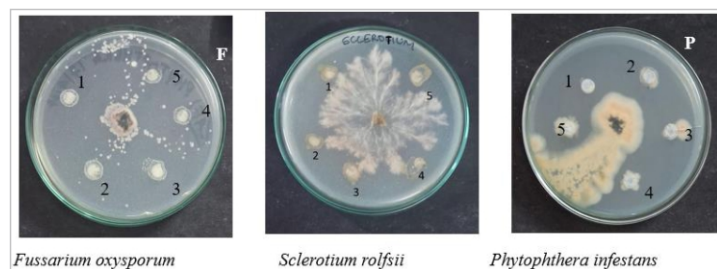 F
1
5
4
2
3
ECCEROTIUM
1
5
2
3
4
P
1
2
5
3
4
Fussarium oxysporum
Sclerotium rolfsii
Phytophthera infestans